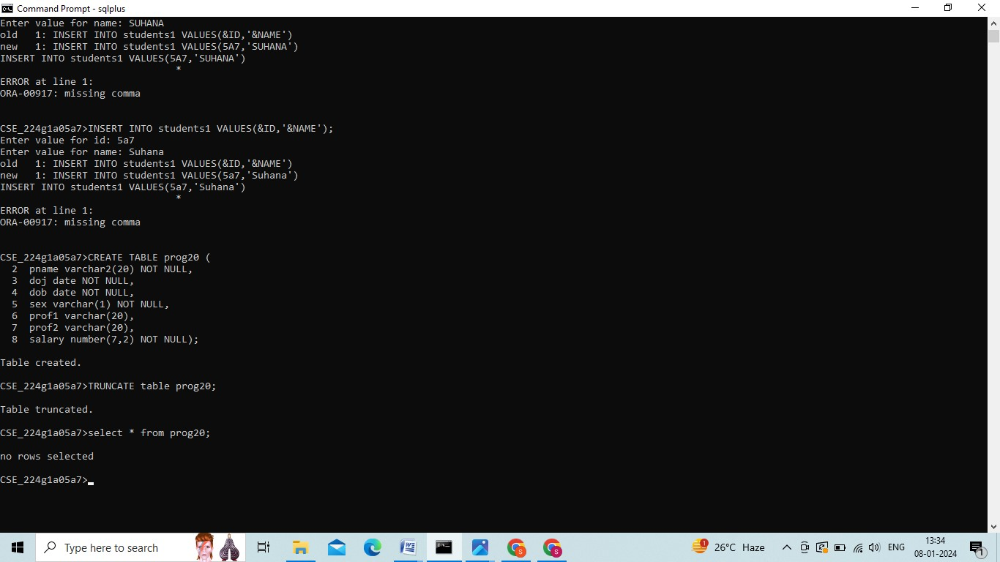 Command Prompt - sqlplus
Enter value for name: SUHANA
old   1: INSERT INTO students1 VALUES(&ID,'&NAME')
new   1: INSERT INTO students1 VALUES(5A7,'SUHANA')
INSERT INTO students1 VALUES(5A7,'SUHANA')
                              *
ERROR at line 1:
ORA-00917: missing comma
CSE_224g1a05a7>INSERT INTO students1 VALUES(&ID,'&NAME');
Enter value for id: 5a7
Enter value for name: Suhana
old   1: INSERT INTO students1 VALUES(&ID,'&NAME')
new   1: INSERT INTO students1 VALUES(5a7,'Suhana')
INSERT INTO students1 VALUES(5a7,'Suhana')
                              *
ERROR at line 1:
ORA-00917: missing comma
CSE_224g1a05a7>CREATE TABLE prog20 (
  2  pname varchar2(20) NOT NULL,
  3  doj date NOT NULL,
  4  dob date NOT NULL,
  5  sex varchar(1) NOT NULL,
  6  prof1 varchar(20),
  7  prof2 varchar(20),
  8  salary number(7,2) NOT NULL);
Table created.
CSE_224g1a05a7>TRUNCATE table prog20;
Table truncated.
CSE_224g1a05a7>select * from prog20;
no rows selected
CSE_224g1a05a7>
Type here to search
1
26°C Haze
ENG
13:34
08-01-2024
1